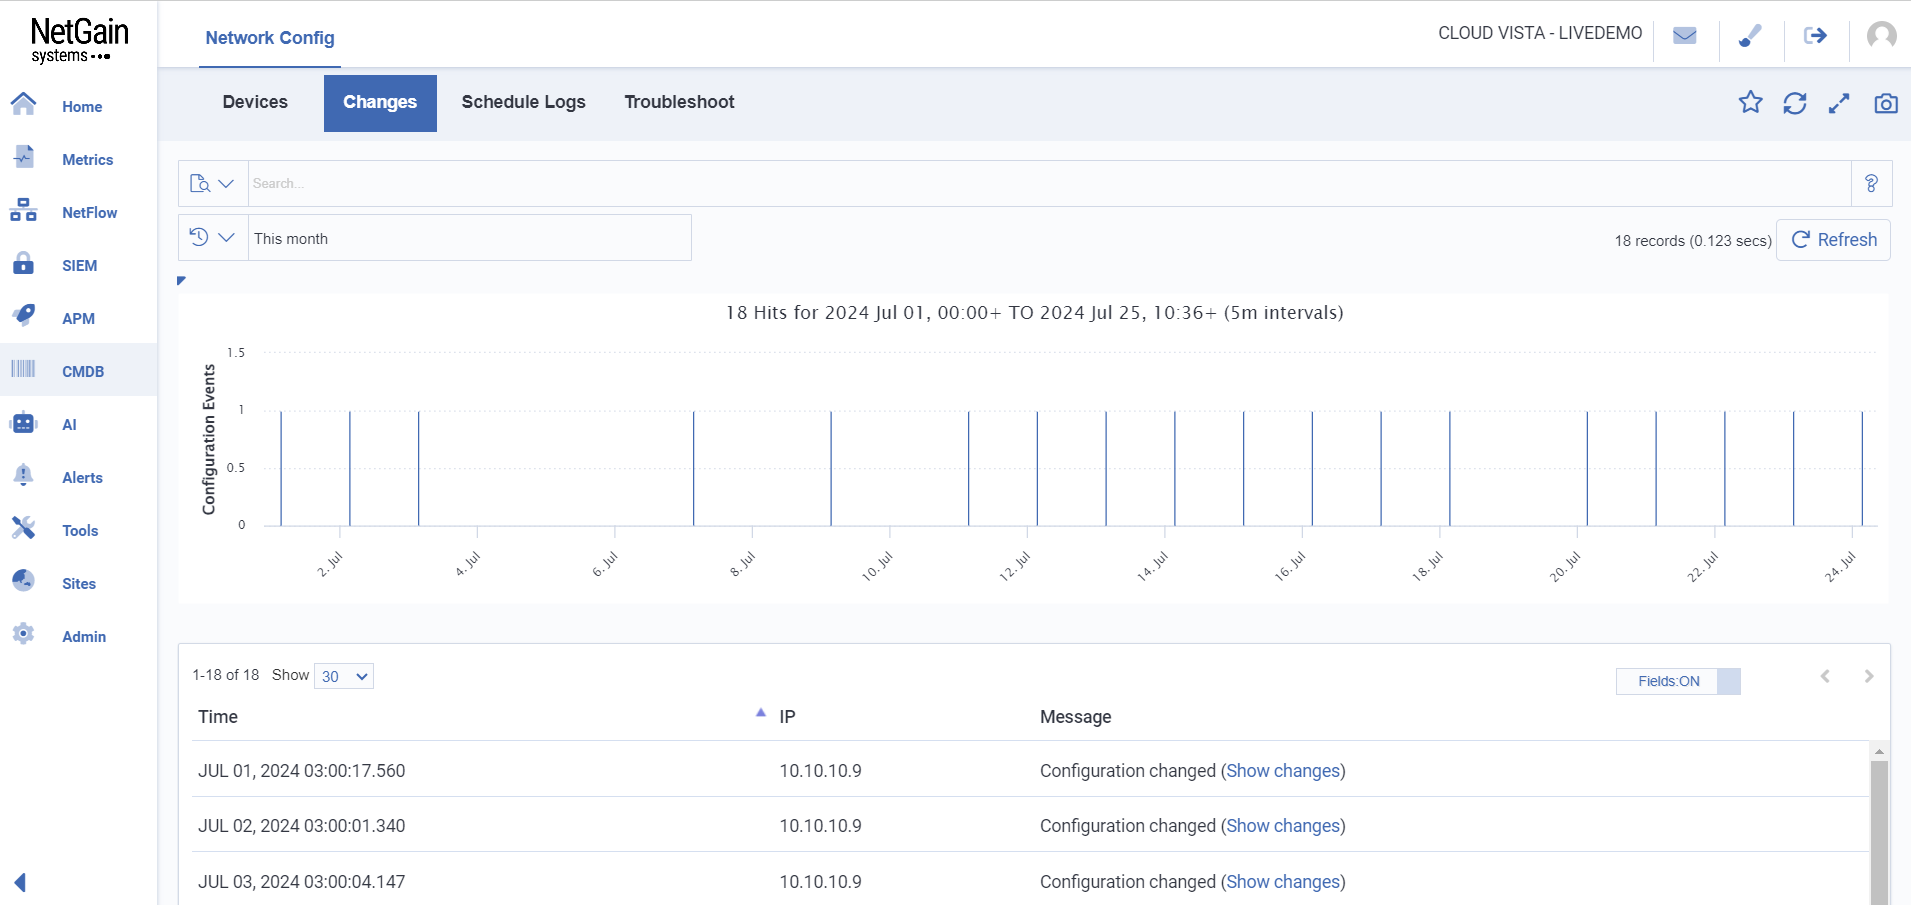 NetGain
systems
Network Config
CLOUD VISTA - LIVEDEMO
Home
Metrics
NetFlow
SIEM
APM
CMDB
AI
Alerts
Tools
Sites
Admin
Devices
Changes
Schedule Logs
Troubleshoot
Search...
?
This month
18 records (0.123 secs)
Refresh
18 Hits for 2024 Jul 01, 00:00+ TO 2024 Jul 25, 10:36+ (5m intervals)
Configuration Events
1.5
1
0.5
0
2. Jul
4. Jul
6. Jul
8. Jul
10. Jul
12. Jul
14. Jul
16. Jul
18. Jul
20. Jul
22. Jul
24. Jul
1-18 of 18 Show 30
Fields:ON
Time IP Message
JUL 01, 2024 03:00:17.560 10.10.10.9 Configuration changed (Show changes)
JUL 02, 2024 03:00:01.340 10.10.10.9 Configuration changed (Show changes)
JUL 03, 2024 03:00:04.147 10.10.10.9 Configuration changed (Show changes)